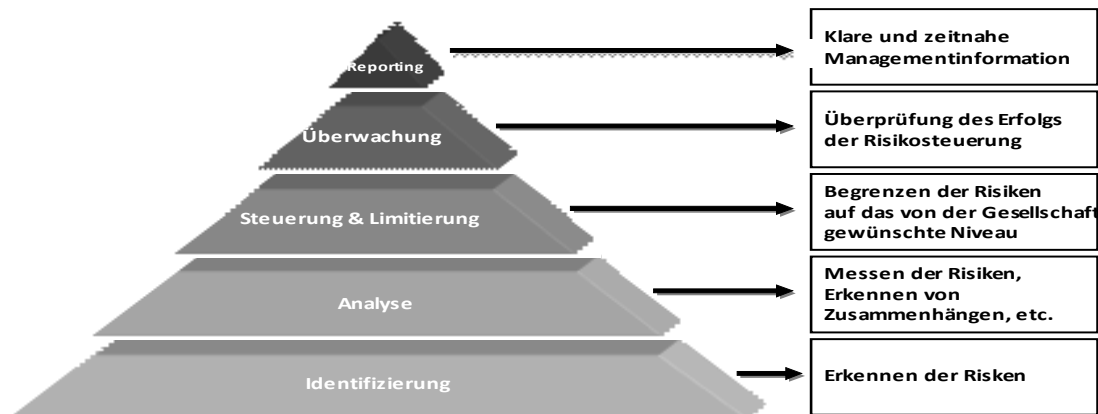 Reporting
Klare und zeitnahe
Managementinformation
Überwachung
Überprüfung des Erfolgs
der Risikosteuerung
Steuerung & Limitierung
Begrenzen der Risiken
auf das von der Gesellschaft
gewünschte Niveau
Analyse
Messen der Risiken,
Erkennen von
Zusammenhängen, etc.
Identifizierung
Erkennen der Risken